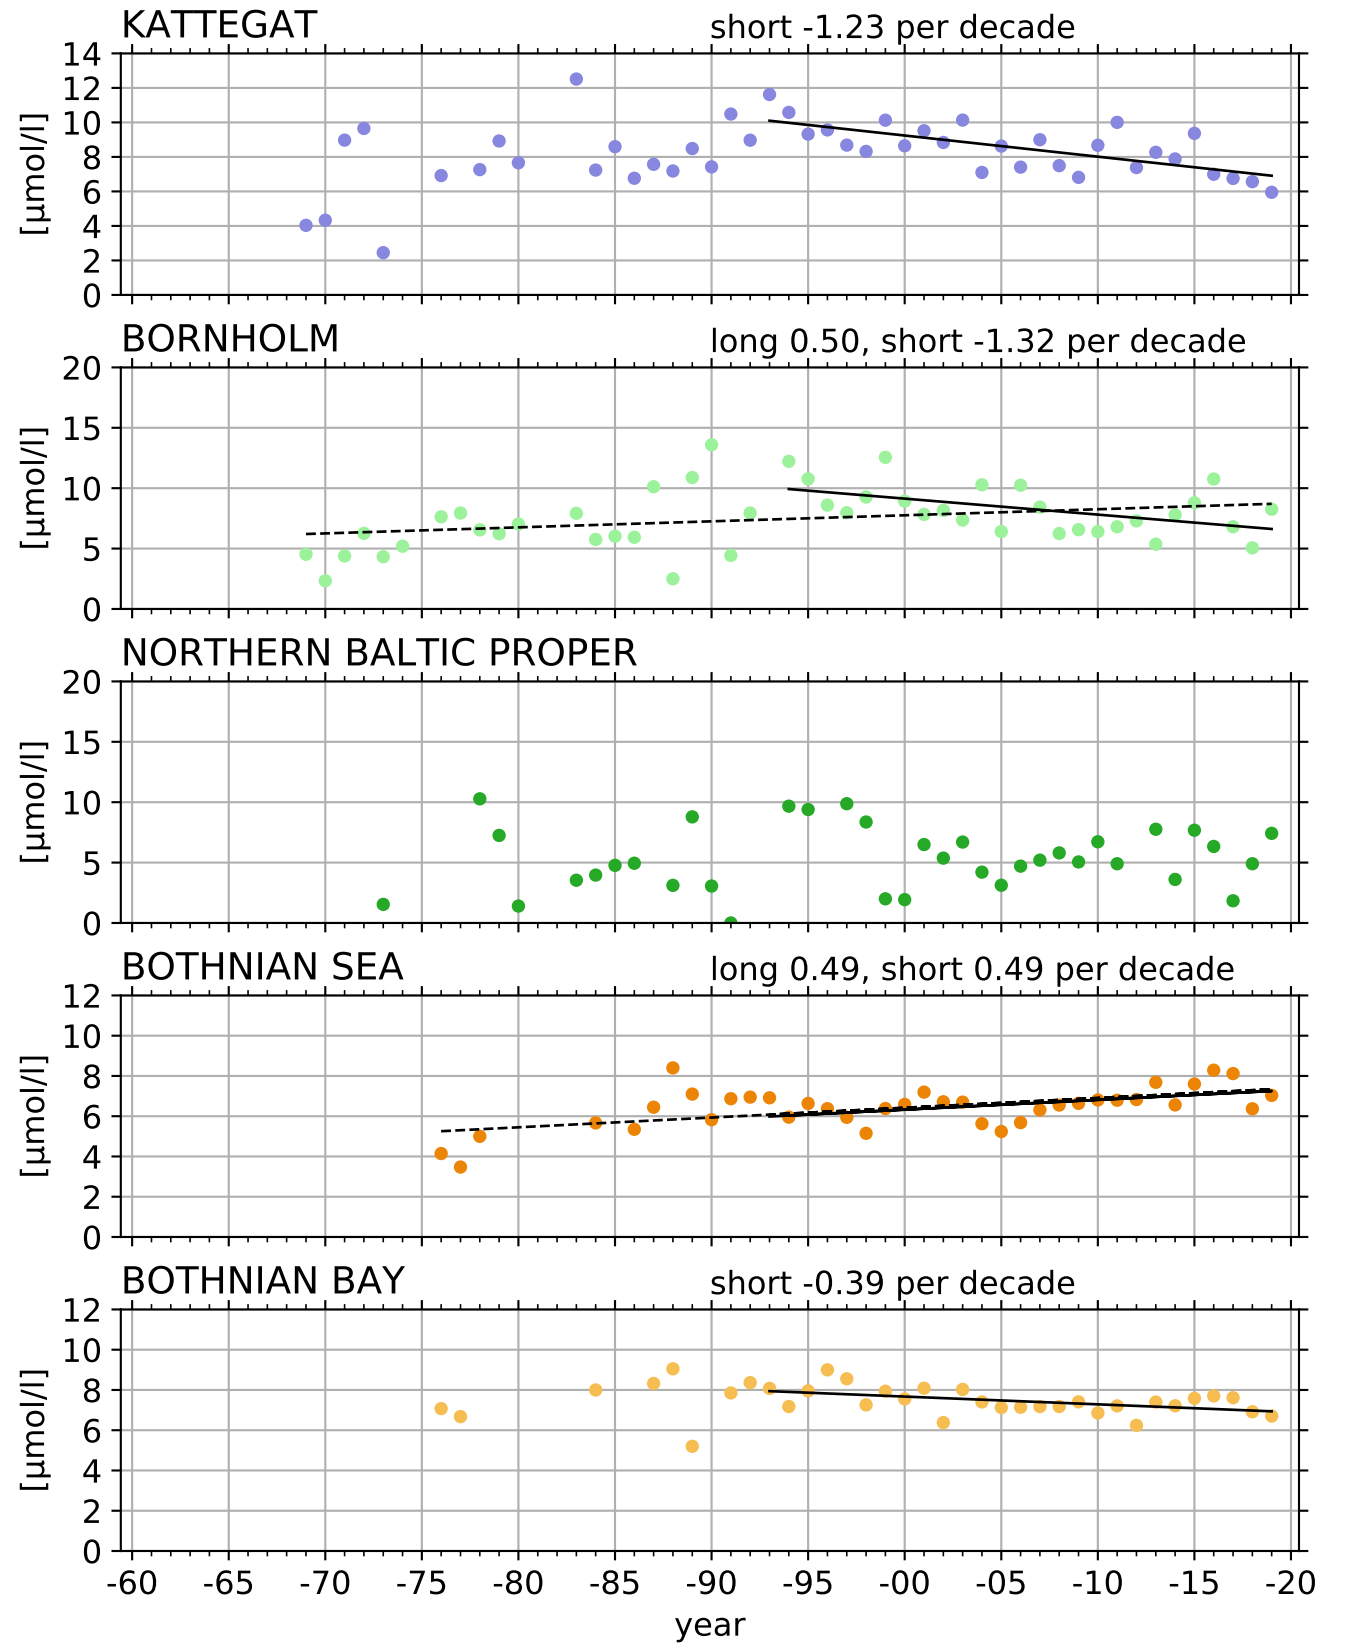 KATTEGAT short -1.23 per decade
14
12
10
8
6
4
2
0
[µmol/l]
BORNHOLM long 0.50, short -1.32 per decade
20
15
10
5
0
[µmol/l]
NORTHERN BALTIC PROPER
20
15
10
5
0
[µmol/l]
BOTHNIAN SEA long 0.49, short 0.49 per decade
12
10
8
6
4
2
0
[µmol/l]
BOTHNIAN BAY short -0.39 per decade
12
10
8
6
4
2
0
[µmol/l]
-60 -65 -70 -75 -80 -85 -90 -95 -00 -05 -10 -15 -20
year